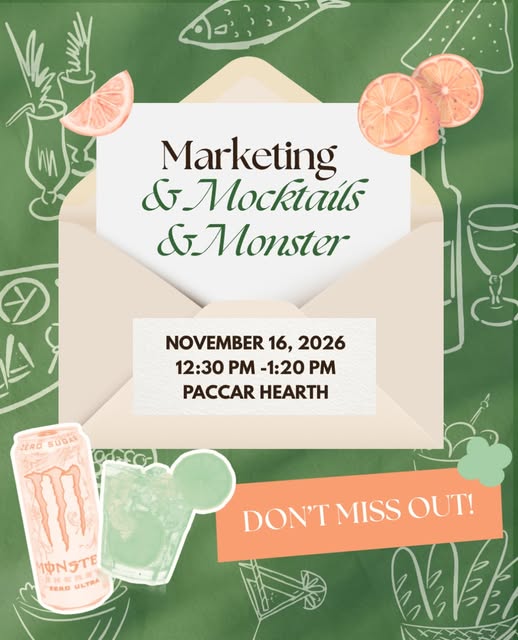 Marketing
& Mocktails
& Monster
NOVEMBER 16, 2026
12:30 PM -1:20 PM
PACCAR HEARTH
ZERO SUGAR
MONSTE
ZERO ULTRA
DON'T MISS OUT!